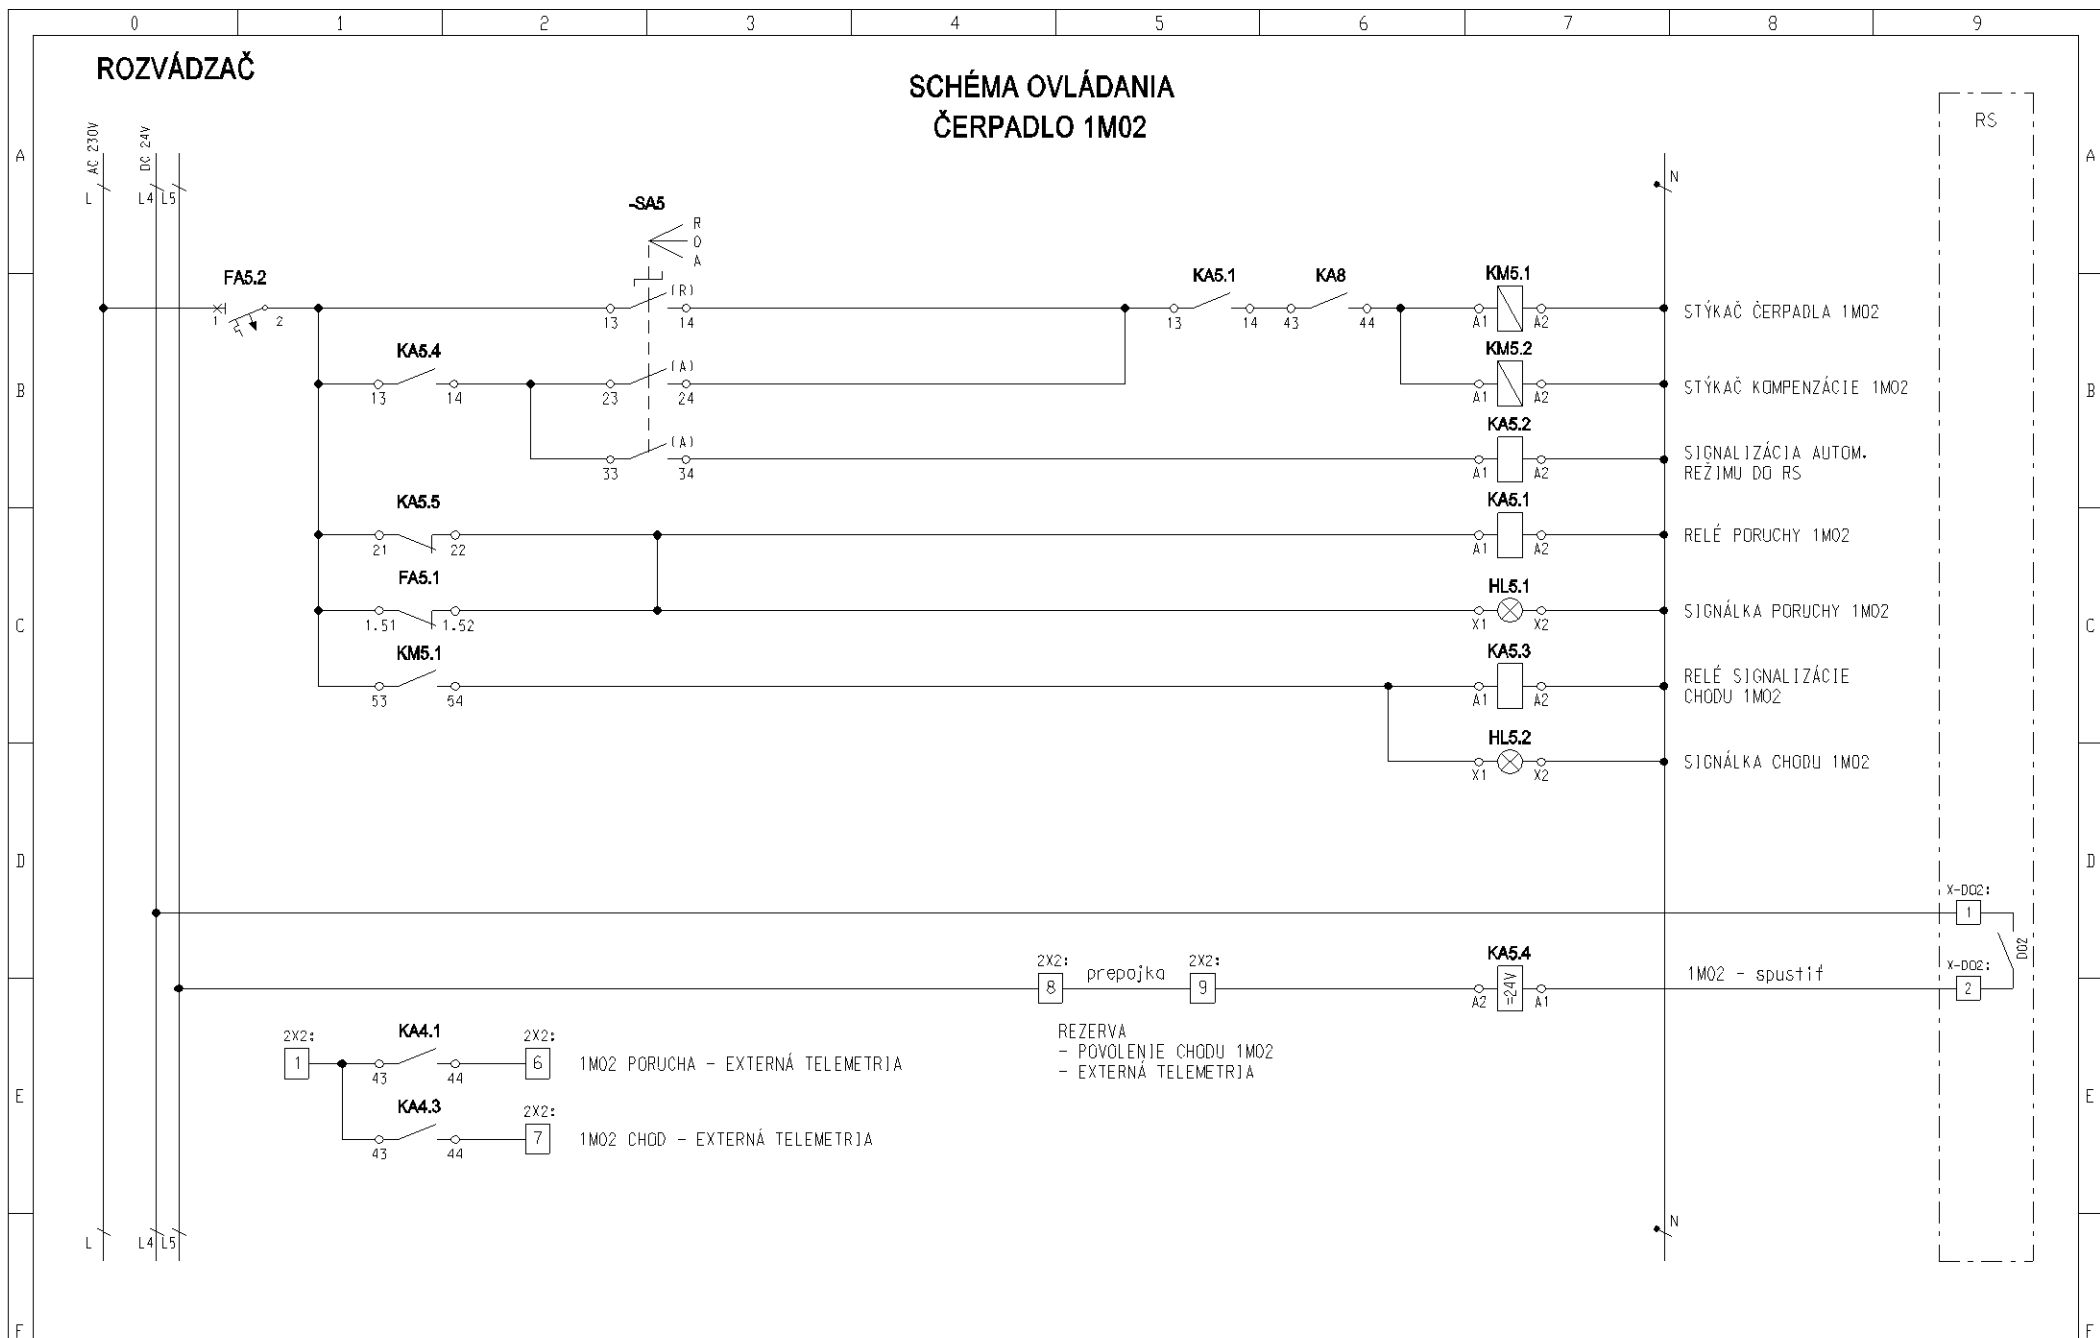 0 1 2 3 4 5 6 7 8 9
ROZVÁDZAČ
SCHÉMA OVLÁDANIA
ČERPADLO 1M02
RS
A A
AC 230V
DC 24V
L L4 L5
N
-SA5
R
0
A
FA5.2
1 2
(R)
13 14
KA5.1
13 14
KA8
43 44
KM5.1
A1 A2
STÝKAČ ČERPADLA 1M02
B B
KA5.4
13 14
(A)
23 24
KM5.2
A1 A2
STÝKAČ KOMPENZÁCIE 1M02
(A)
33 34
KA5.2
A1 A2
SIGNALIZÁCIA AUTOM.
REŽIMU DO RS
KA5.5
21 22
KA5.1
A1 A2
RELÉ PORUCHY 1M02
C C
FA5.1
1.51 1.52
HL5.1
X1 X2
SIGNÁLKA PORUCHY 1M02
KM5.1
53 54
KA5.3
A1 A2
RELÉ SIGNALIZÁCIE
CHODU 1M02
HL5.2
X1 X2
SIGNÁLKA CHODU 1M02
D D
X-DO2:
1
DO2
2X2:
8
prepojka
2X2:
9
KA5.4
=24V
A2 A1
1M02 - spustiť
X-DO2:
2
REZERVA
- POVOLENIE CHODU 1M02
- EXTERNÁ TELEMETRIA
E E
2X2:
1
KA4.1
43 44
2X2:
6
1M02 PORUCHA - EXTERNÁ TELEMETRIA
KA4.3
43 44
2X2:
7
1M02 CHOD - EXTERNÁ TELEMETRIA
L L4 L5
N
F F